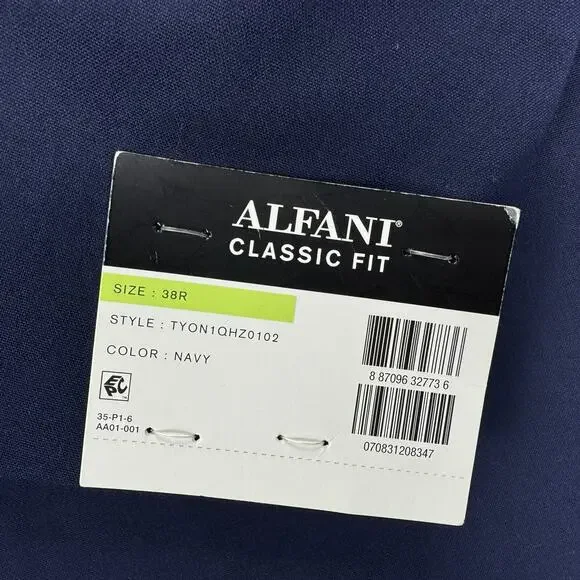 ALFANI®
CLASSIC FIT
SIZE : 38R
STYLE : TYON1QHZ0102
COLOR : NAVY
EPC
35-P1-6
AA01-001
8 87096 32773 6
070831208347